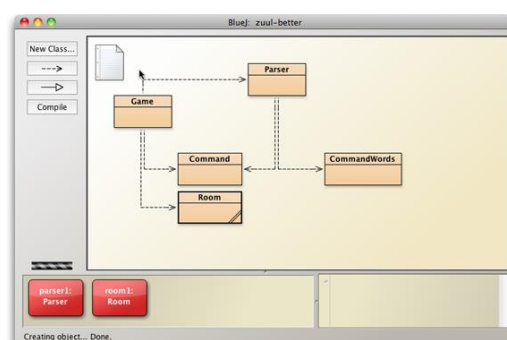 BlueJ: zuul-better
New Class...
Compile
Parser
Game
Command
CommandWords
Room
parser1:
Parser
room1:
Room
Creating object... Done.